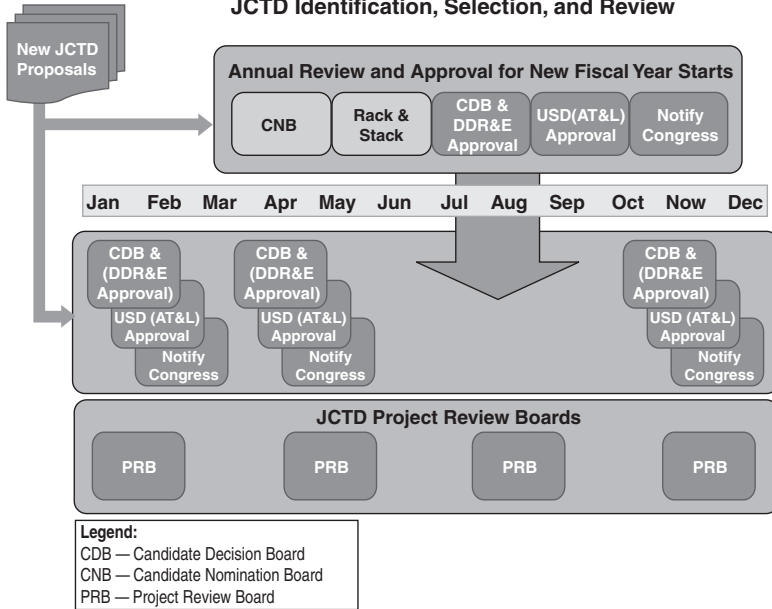 JCTD Identification, Selection, and Review
New JCTD
Proposals
Annual Review and Approval for New Fiscal Year Starts
CNB
Rack &
Stack
CDB &
DDR&E
Approval
USD(AT&L)
Approval
Notify
Congress
Jan Feb Mar Apr May Jun Jul Aug Sep Oct Now Dec
CDB &
(DDR&E
Approval)
USD (AT&L)
Approval
Notify
Congress
CDB &
(DDR&E
Approval)
USD (AT&L)
Approval
Notify
Congress
CDB &
(DDR&E
Approval)
USD (AT&L)
Approval
Notify
Congress
JCTD Project Review Boards
PRB PRB PRB PRB
Legend:
CDB — Candidate Decision Board
CNB — Candidate Nomination Board
PRB — Project Review Board